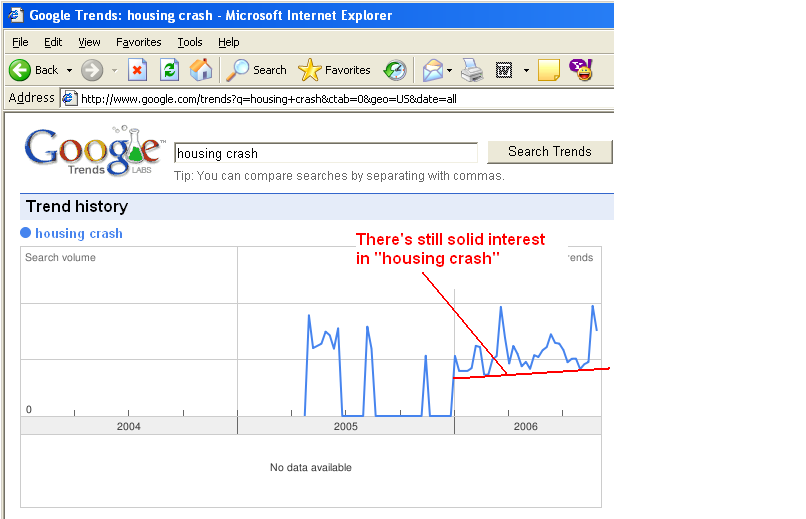 Google Trends: housing crash - Microsoft Internet Explorer
File Edit View Favorites Tools Help
Back Search Favorites W
Address http://www.google.com/trends?q=housing+crash&ctab=0&geo=US&date=all
Google™ housing crash Search Trends
Trends LABS
Tip: You can compare searches by separating with commas.
Trend history
housing crash
There's still solid interest
in "housing crash"
Search volume rends
0
2004 2005 2006
No data available